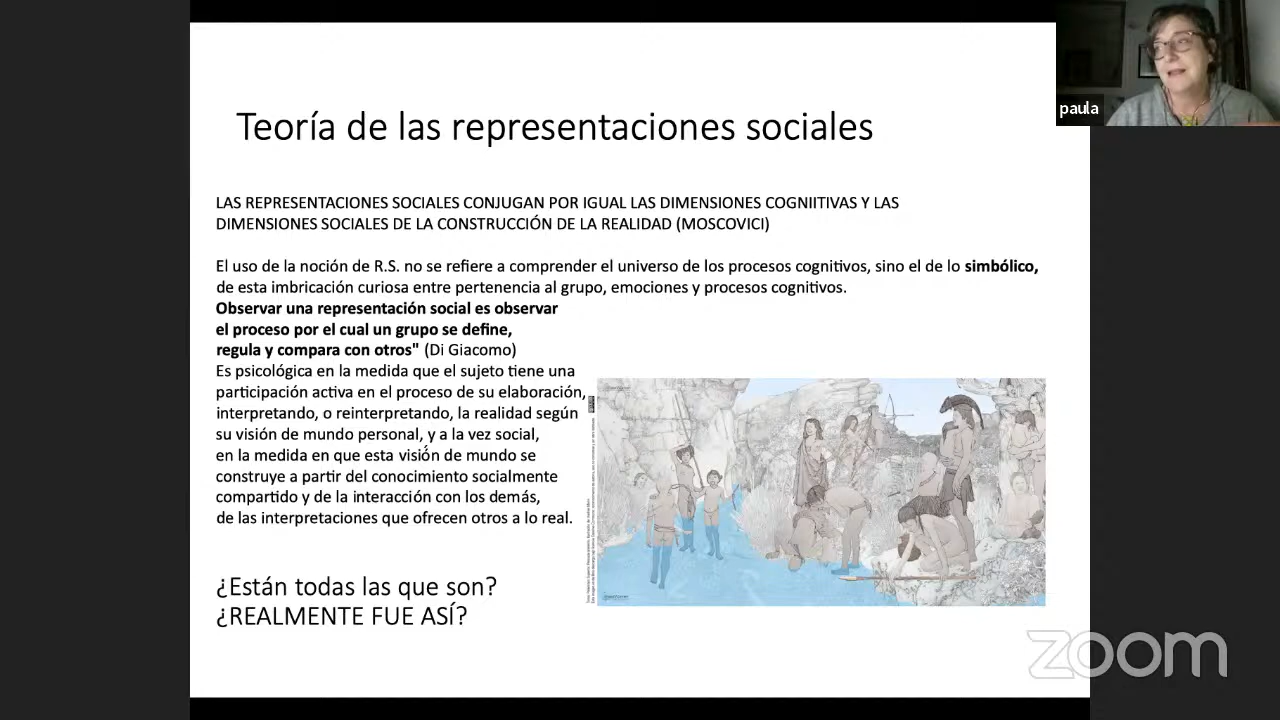 Teoría de las representaciones sociales
LAS REPRESENTACIONES SOCIALES CONJUGAN POR IGUAL LAS DIMENSIONES COGNIITIVAS Y LAS
DIMENSIONES SOCIALES DE LA CONSTRUCCIÓN DE LA REALIDAD (MOSCOVICI)
El uso de la noción de R.S. no se refiere a comprender el universo de los procesos cognitivos, sino el de lo simbólico,
de esta imbricación curiosa entre pertenencia al grupo, emociones y procesos cognitivos.
Observar una representación social es observar
el proceso por el cual un grupo se define,
regula y compara con otros" (Di Giacomo)
Es psicológica en la medida que el sujeto tiene una
participación activa en el proceso de su elaboración,
interpretando, o reinterpretando, la realidad según
su visión de mundo personal, y a la vez social,
en la medida en que esta visión de mundo se
construye a partir del conocimiento socialmente
compartido y de la interacción con los demás,
de las interpretaciones que ofrecen otros a lo real.
¿Están todas las que son?
¿REALMENTE FUE ASÍ?
paula
zoom